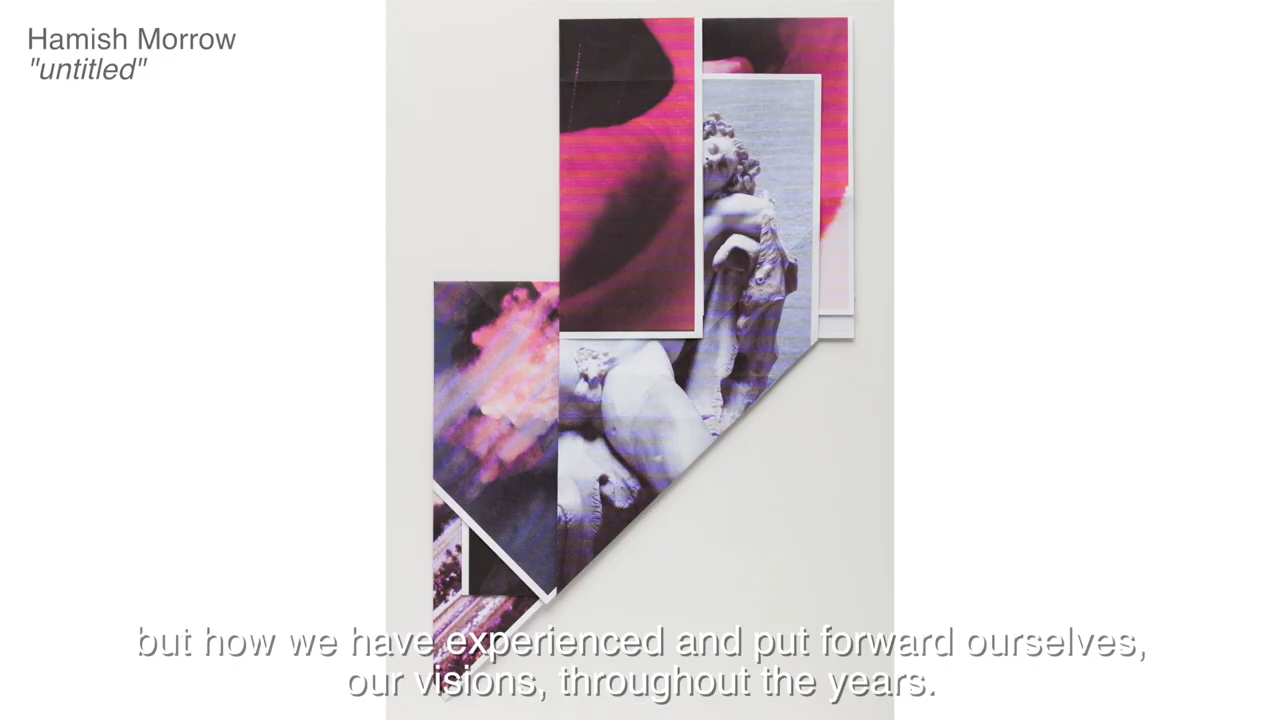 Hamish Morrow
"untitled"
but how we have experienced and put forward ourselves,
our visions, throughout the years.